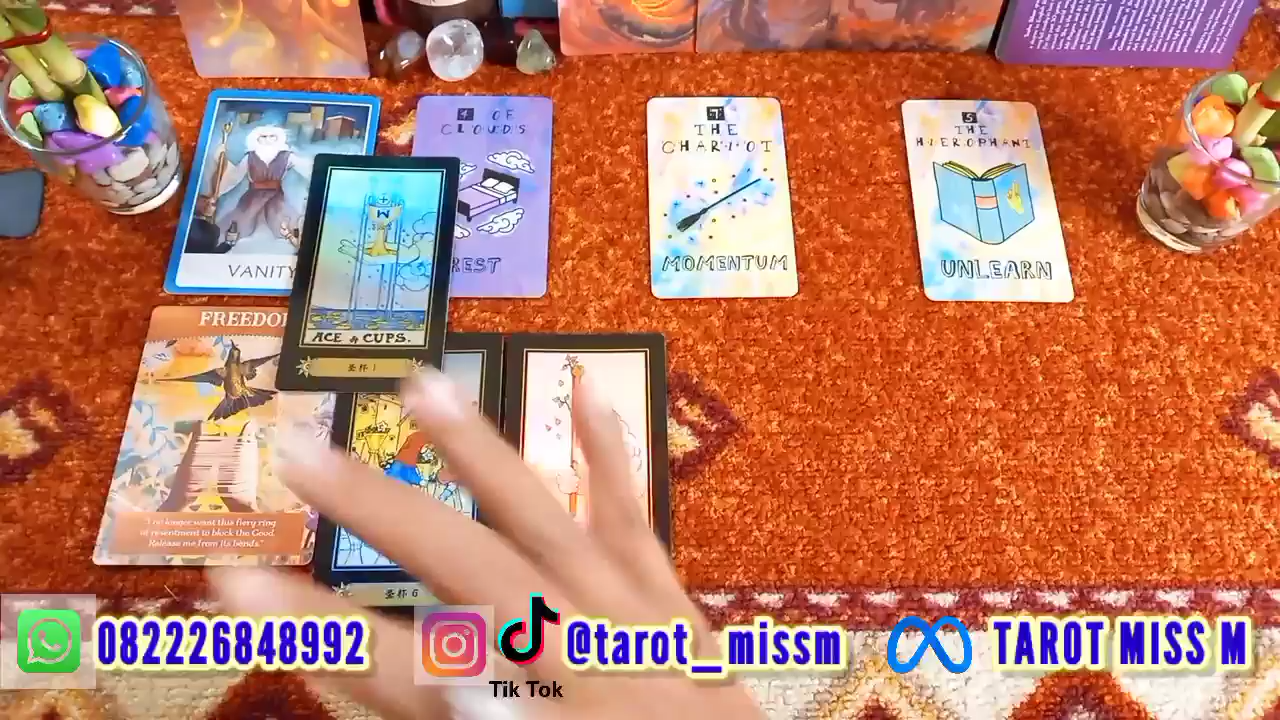 4 OF
CLOUDS
7
THE
CHARIOT
5
THE
HIEROPHANT
VANITY
REST
MOMENTUM
UNLEARN
ACE of CUPS.
圣杯 1
FREEDO
"I no longer want this fiery ring
of resentment to block the Good.
Release me from its bonds."
圣杯 6
082226848992
Tik Tok
@tarot_missm
TAROT MISS M